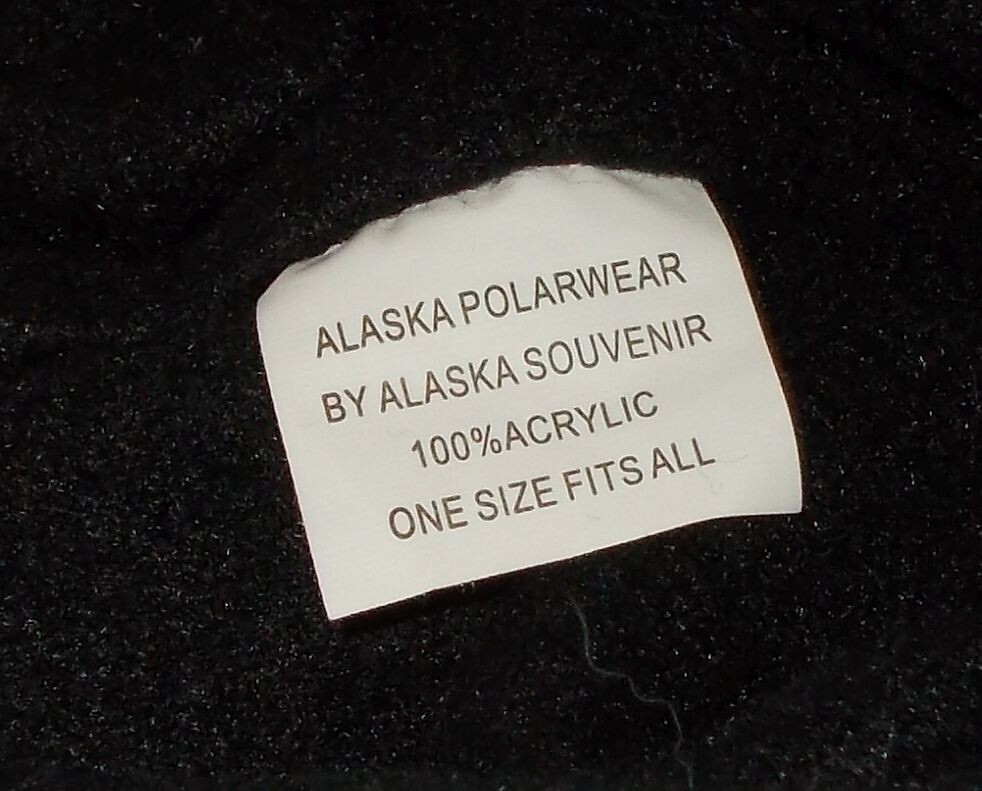 ALASKA POLARWEAR
BY ALASKA SOUVENIR
100%ACRYLIC
ONE SIZE FITS ALL